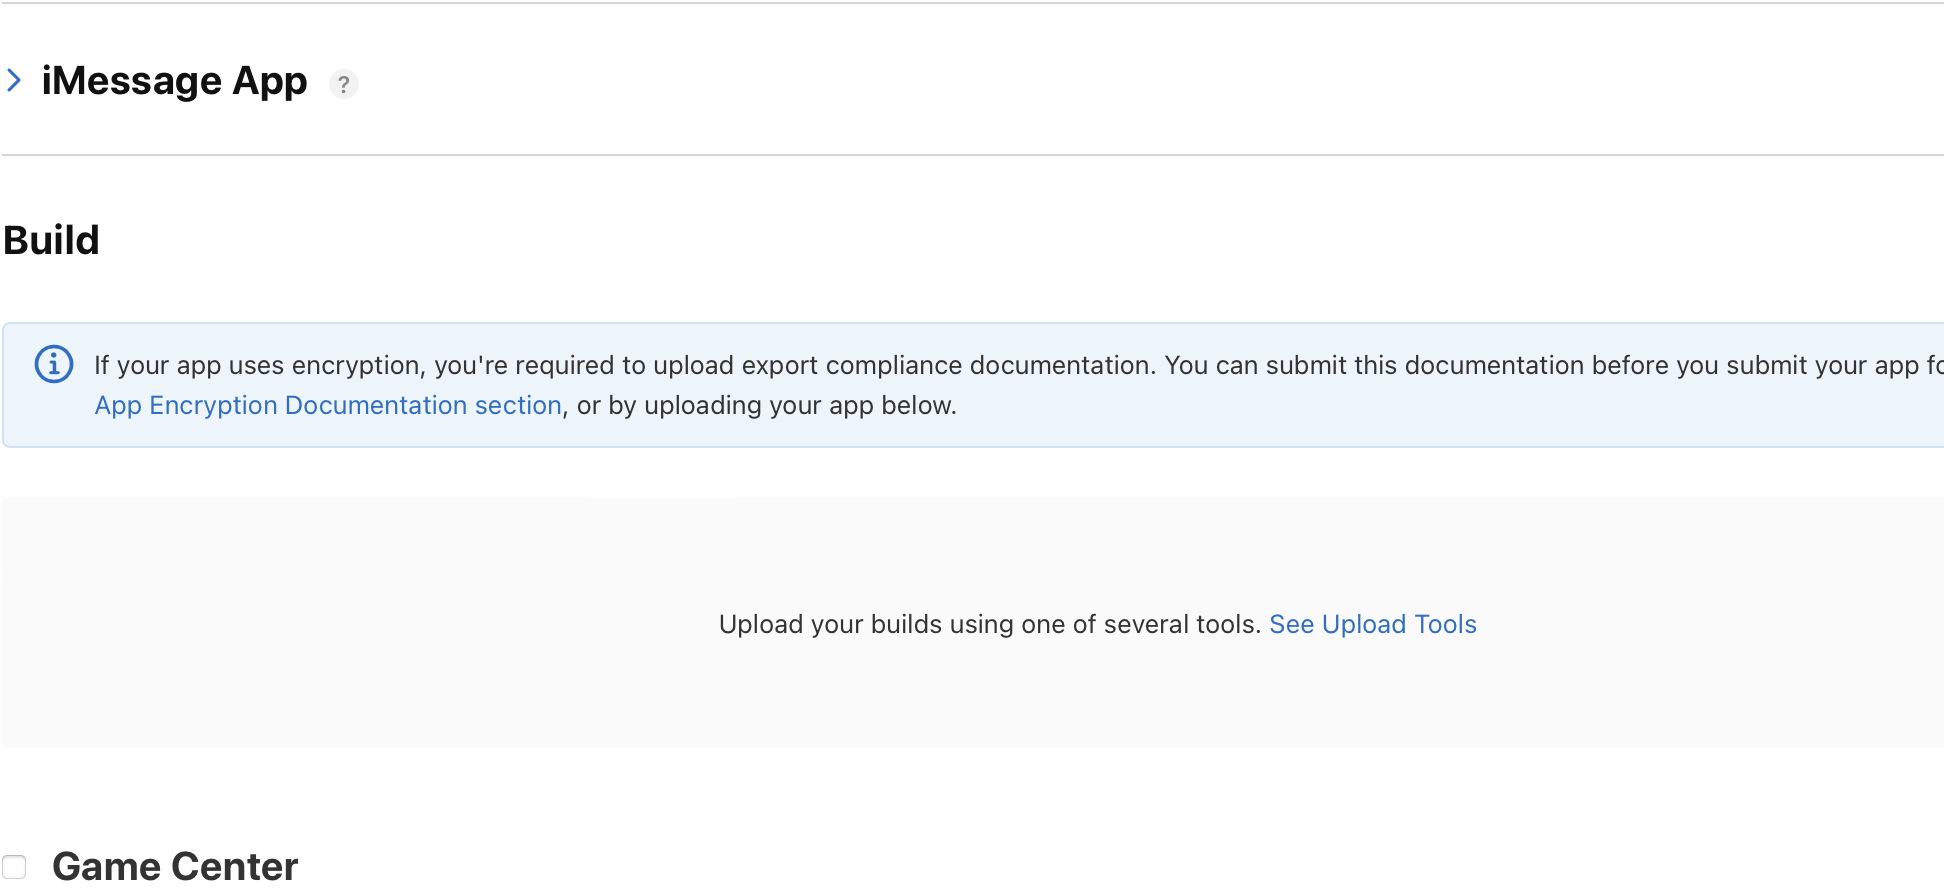 iMessage App ?
Build
If your app uses encryption, you're required to upload export compliance documentation. You can submit this documentation before you submit your app
App Encryption Documentation section, or by uploading your app below.
Upload your builds using one of several tools. See Upload Tools
Game Center